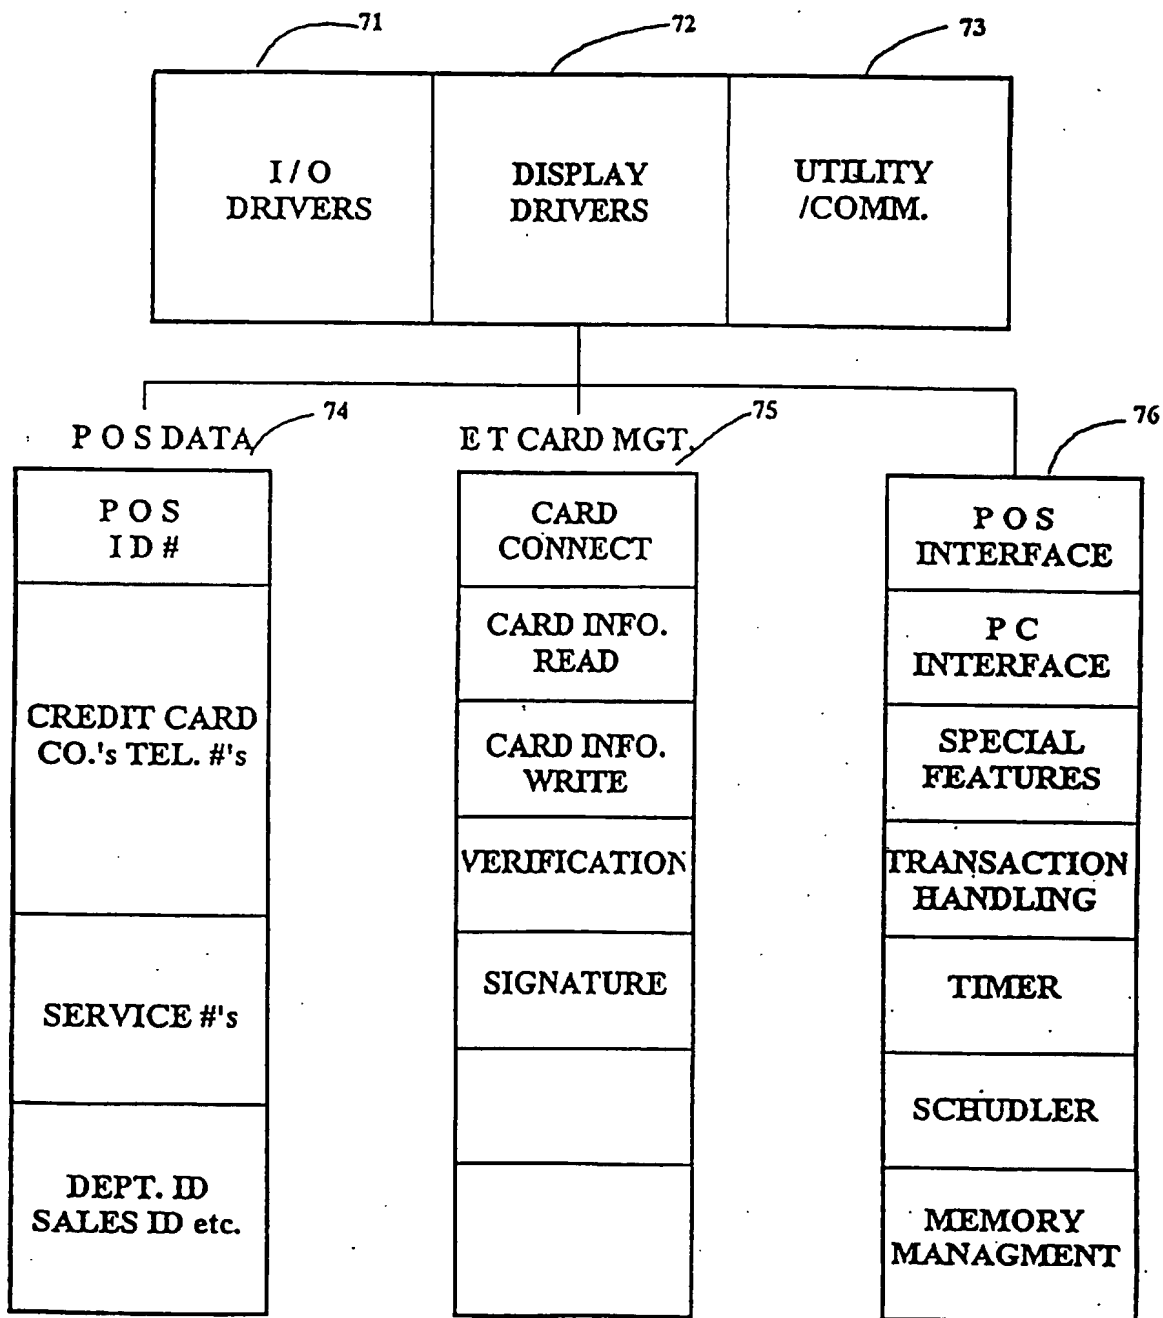 71
72
73
I / O
DRIVERS
DISPLAY
DRIVERS
UTILITY
/COMM.
74
75
76
P O S DATA
E T CARD MGT.
P O S
I D #
CREDIT CARD
CO.'s TEL. #'s
SERVICE #'s
DEPT. ID
SALES ID etc.
CARD
CONNECT
CARD INFO.
READ
CARD INFO.
WRITE
VERIFICATION
SIGNATURE
P O S
INTERFACE
P C
INTERFACE
SPECIAL
FEATURES
TRANSACTION
HANDLING
TIMER
SCHUDLER
MEMORY
MANAGMENT